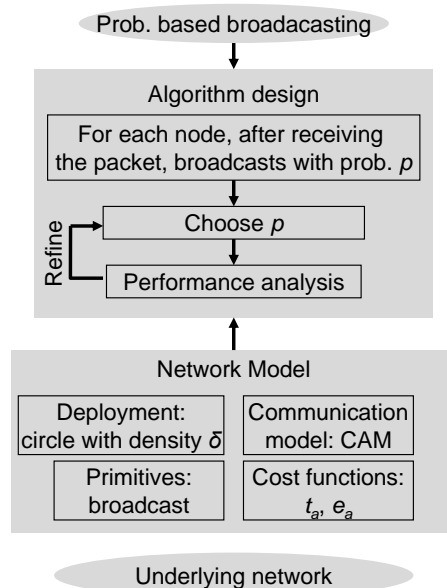 Prob. based broadacasting
Algorithm design
For each node, after receiving
the packet, broadcasts with prob. p
Choose p
Refine
Performance analysis
Network Model
Deployment:
circle with density δ
Communication
model: CAM
Primitives:
broadcast
Cost functions:
tₐ, eₐ
Underlying network